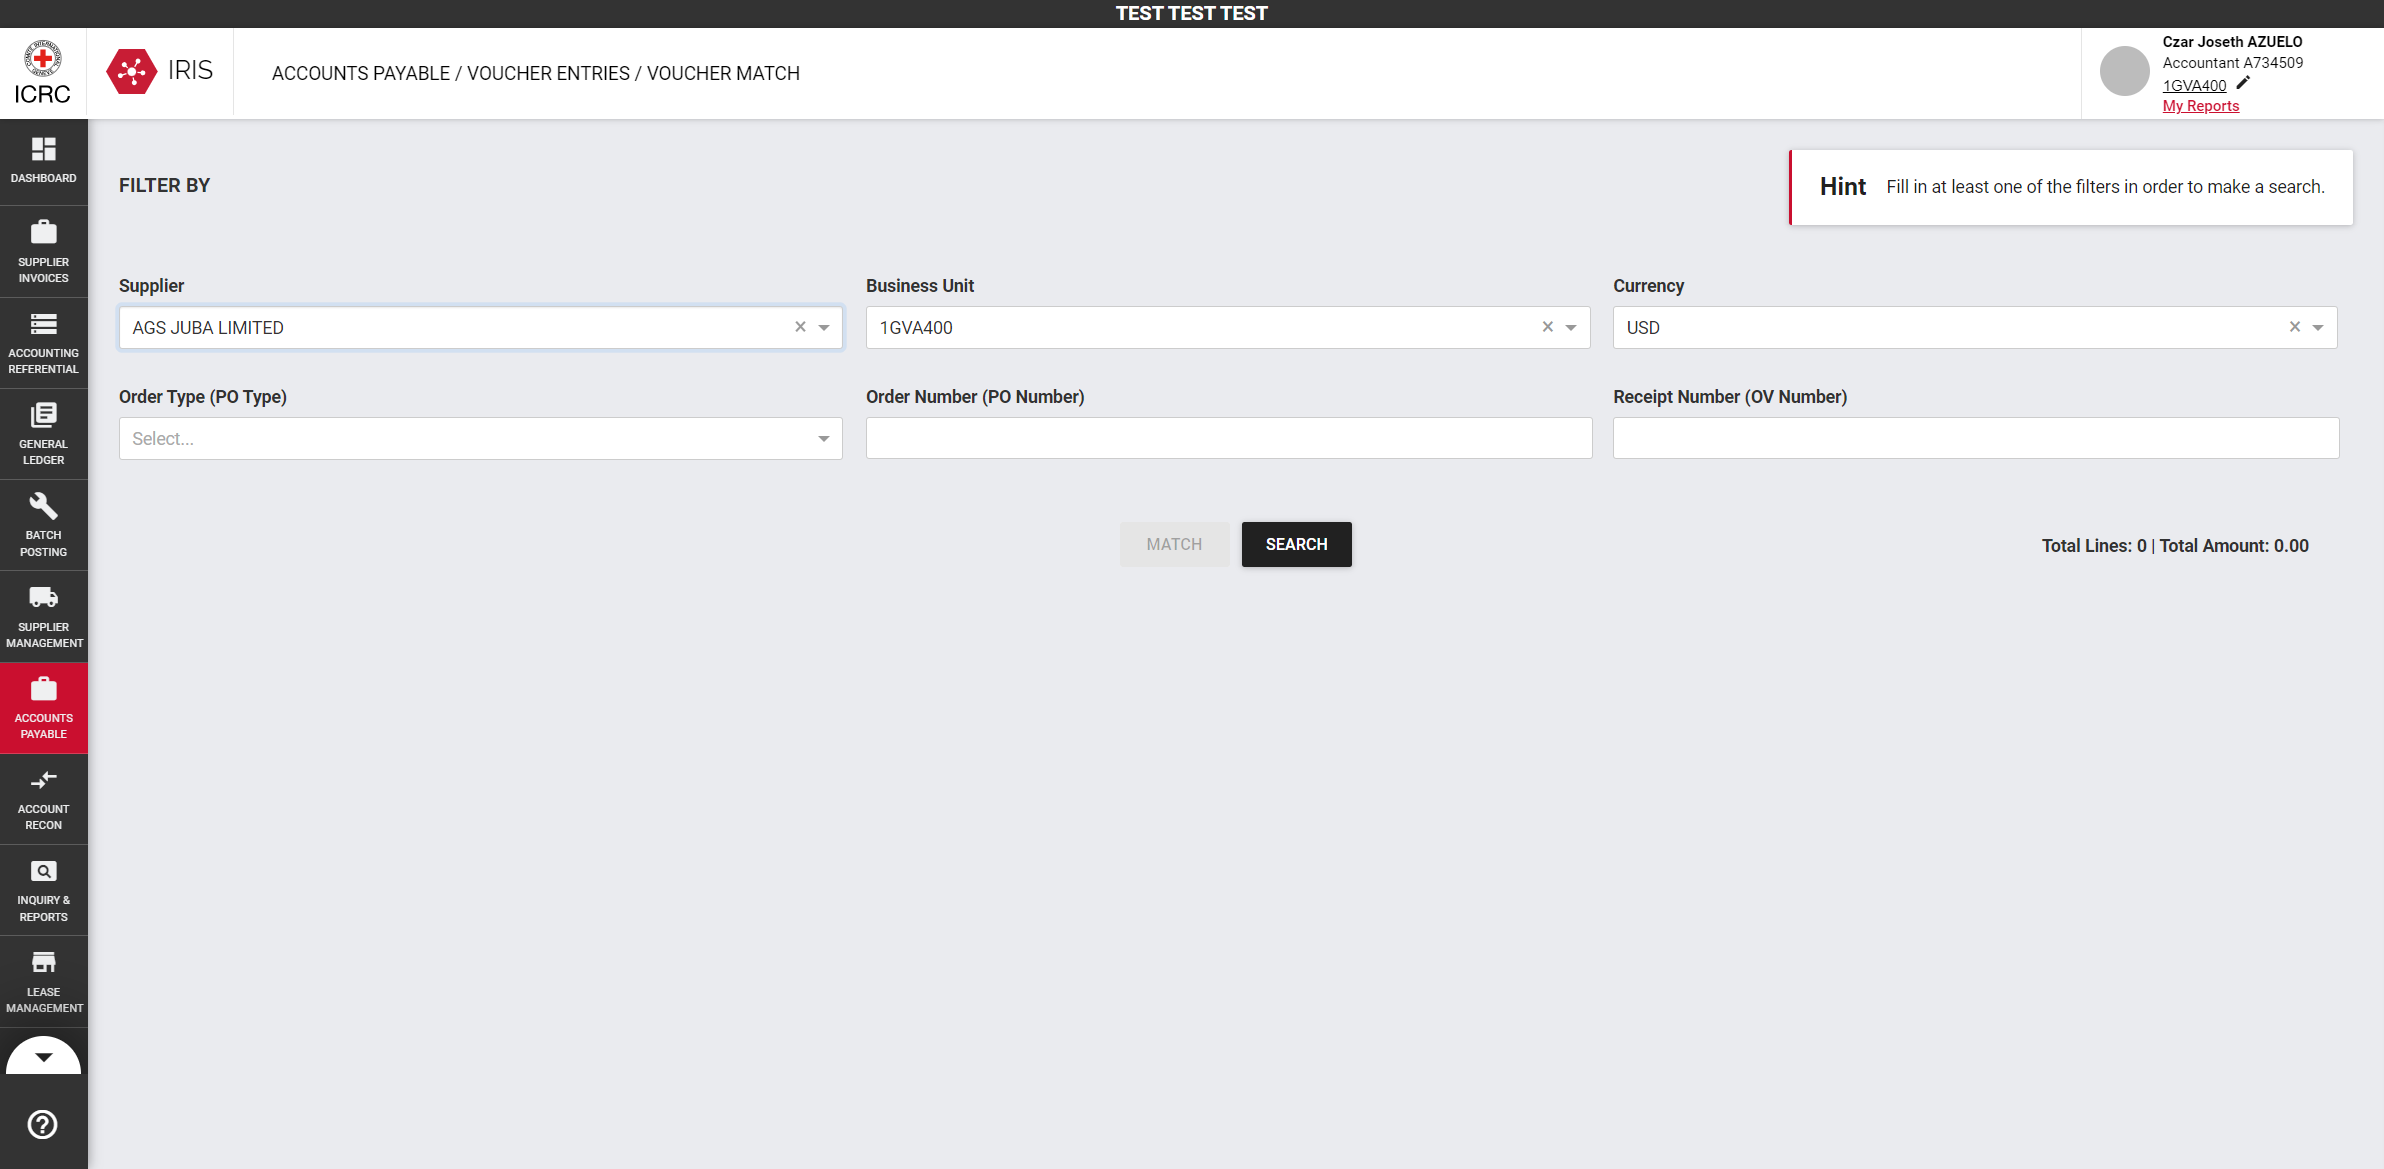 TEST TEST TEST
ICRC
IRIS
ACCOUNTS PAYABLE / VOUCHER ENTRIES / VOUCHER MATCH
Czar Joseth AZUELO
Accountant A734509
1GVA400
My Reports
DASHBOARD
SUPPLIER
INVOICES
ACCOUNTING
REFERENTIAL
GENERAL
LEDGER
BATCH
POSTING
SUPPLIER
MANAGEMENT
ACCOUNTS
PAYABLE
ACCOUNT
RECON
INQUIRY &
REPORTS
LEASE
MANAGEMENT
FILTER BY
Hint Fill in at least one of the filters in order to make a search.
Supplier
AGS JUBA LIMITED
Business Unit
1GVA400
Currency
USD
Order Type (PO Type)
Select...
Order Number (PO Number)
Receipt Number (OV Number)
MATCH
SEARCH
Total Lines: 0 | Total Amount: 0.00